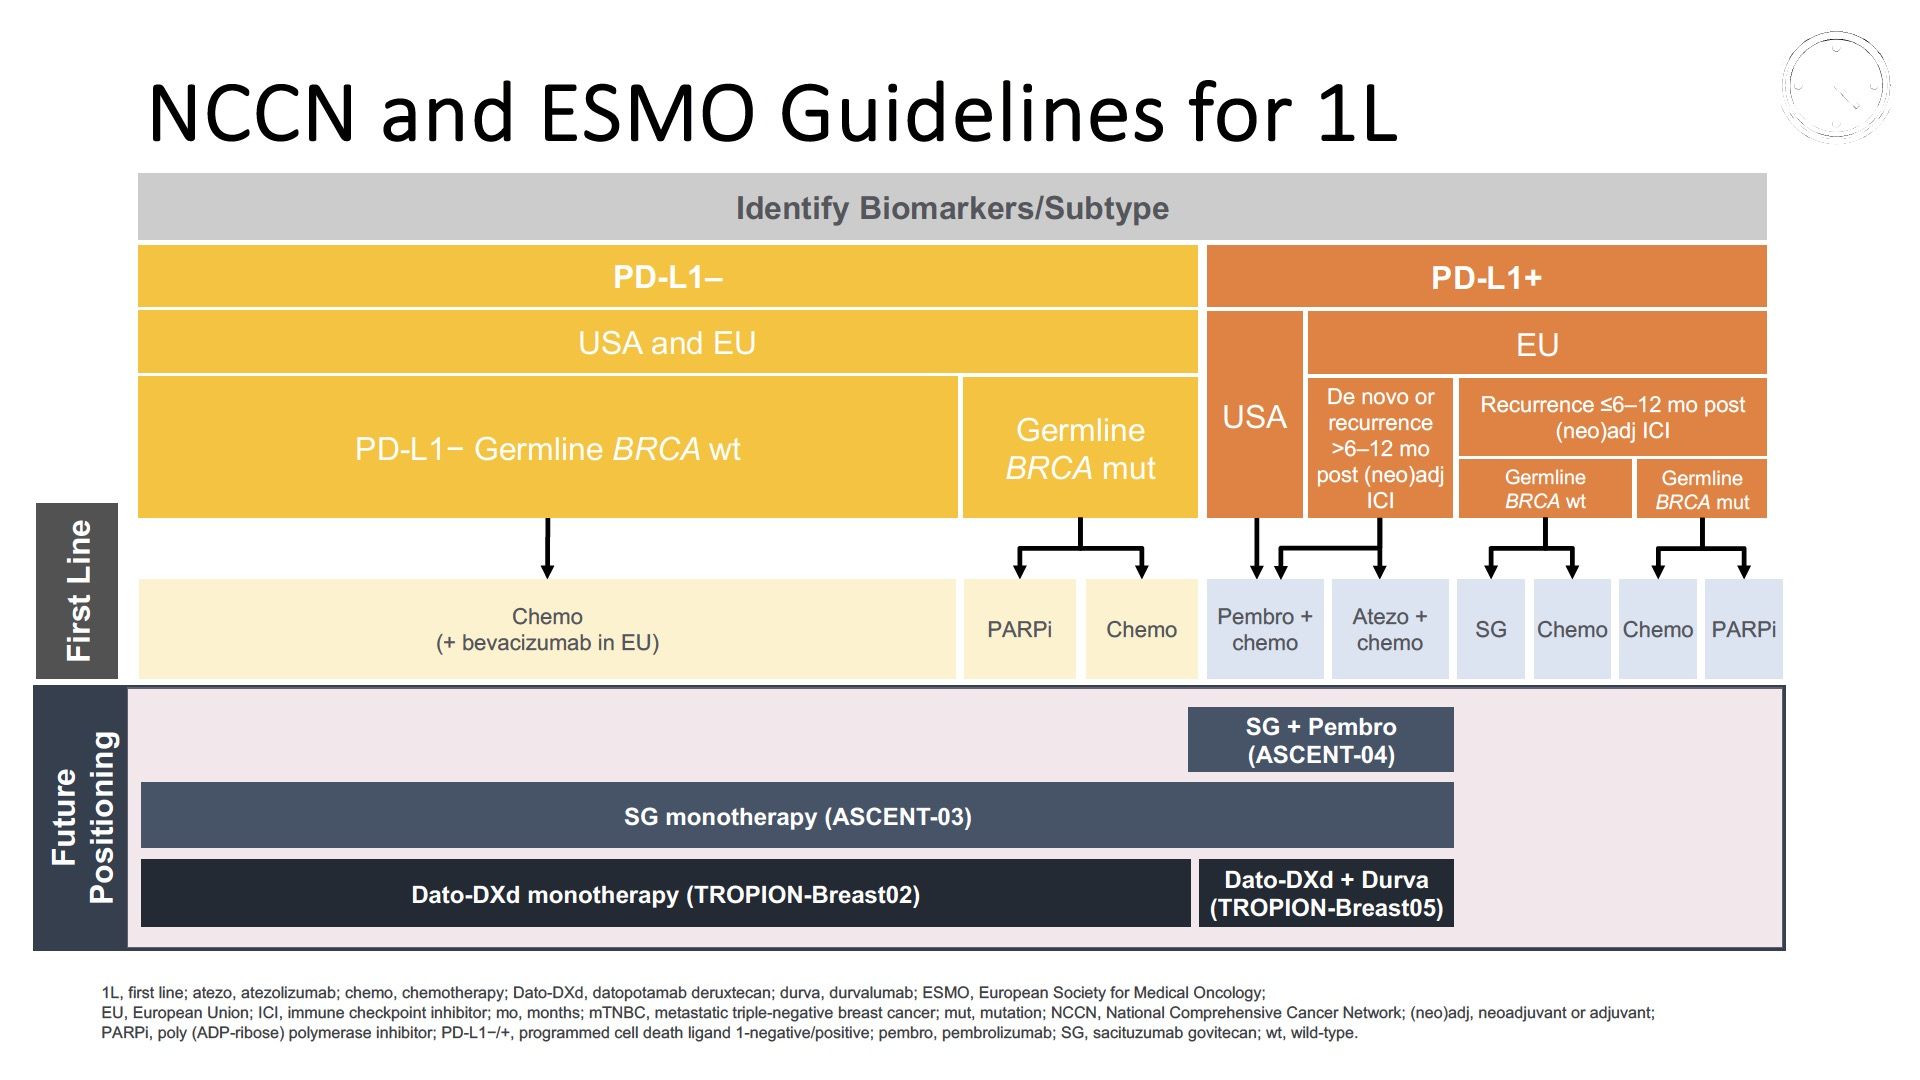 NCCN and ESMO Guidelines for 1L
Identify Biomarkers/Subtype
PD-L1–
PD-L1+
USA and EU
USA
EU
PD-L1− Germline BRCA wt
Germline
BRCA mut
De novo or
recurrence
>6–12 mo
post (neo)adj
ICI
Recurrence ≤6–12 mo post
(neo)adj ICI
Germline
BRCA wt
Germline
BRCA mut
First Line
Chemo
(+ bevacizumab in EU)
PARPi
Chemo
Pembro +
chemo
Atezo +
chemo
SG
Chemo
Chemo
PARPi
Future
Positioning
SG + Pembro
(ASCENT-04)
SG monotherapy (ASCENT-03)
Dato-DXd monotherapy (TROPION-Breast02)
Dato-DXd + Durva
(TROPION-Breast05)
1L, first line; atezo, atezolizumab; chemo, chemotherapy; Dato-DXd, datopotamab deruxtecan; durva, durvalumab; ESMO, European Society for Medical Oncology;
EU, European Union; ICI, immune checkpoint inhibitor; mo, months; mTNBC, metastatic triple-negative breast cancer; mut, mutation; NCCN, National Comprehensive Cancer Network; (neo)adj, neoadjuvant or adjuvant;
PARPi, poly (ADP-ribose) polymerase inhibitor; PD-L1−/+, programmed cell death ligand 1-negative/positive; pembro, pembrolizumab; SG, sacituzumab govitecan; wt, wild-type.